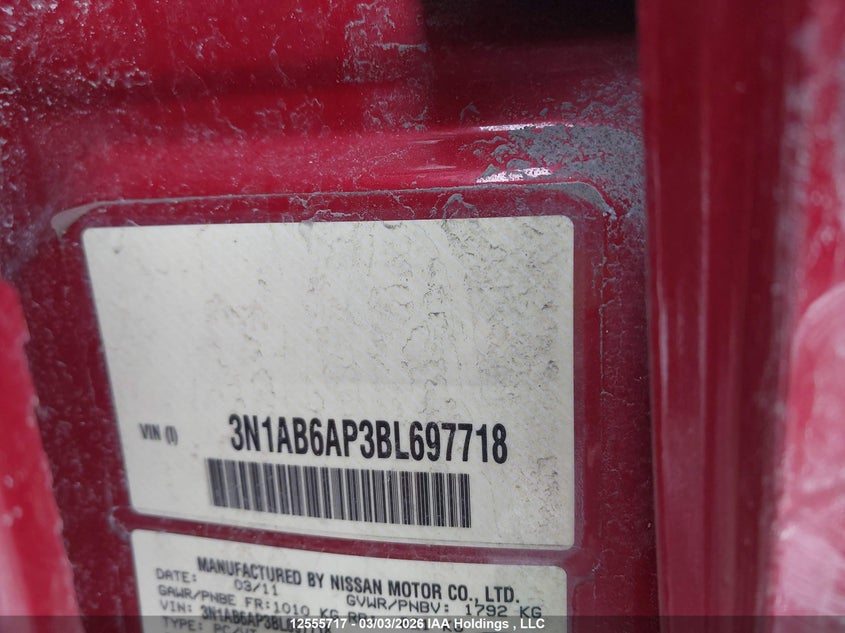 VIN (I) 3N1AB6AP3BL697718
MANUFACTURED BY NISSAN MOTOR CO., LTD.
DATE: 03/11
GVWR/PNBV: 1792 KG
GAWR/PNBE FR:1010 KG
VIN: 3N1AB6AP3BL697718
TYPE:
12555717 - 03/03/2026 IAA Holdings , LLC